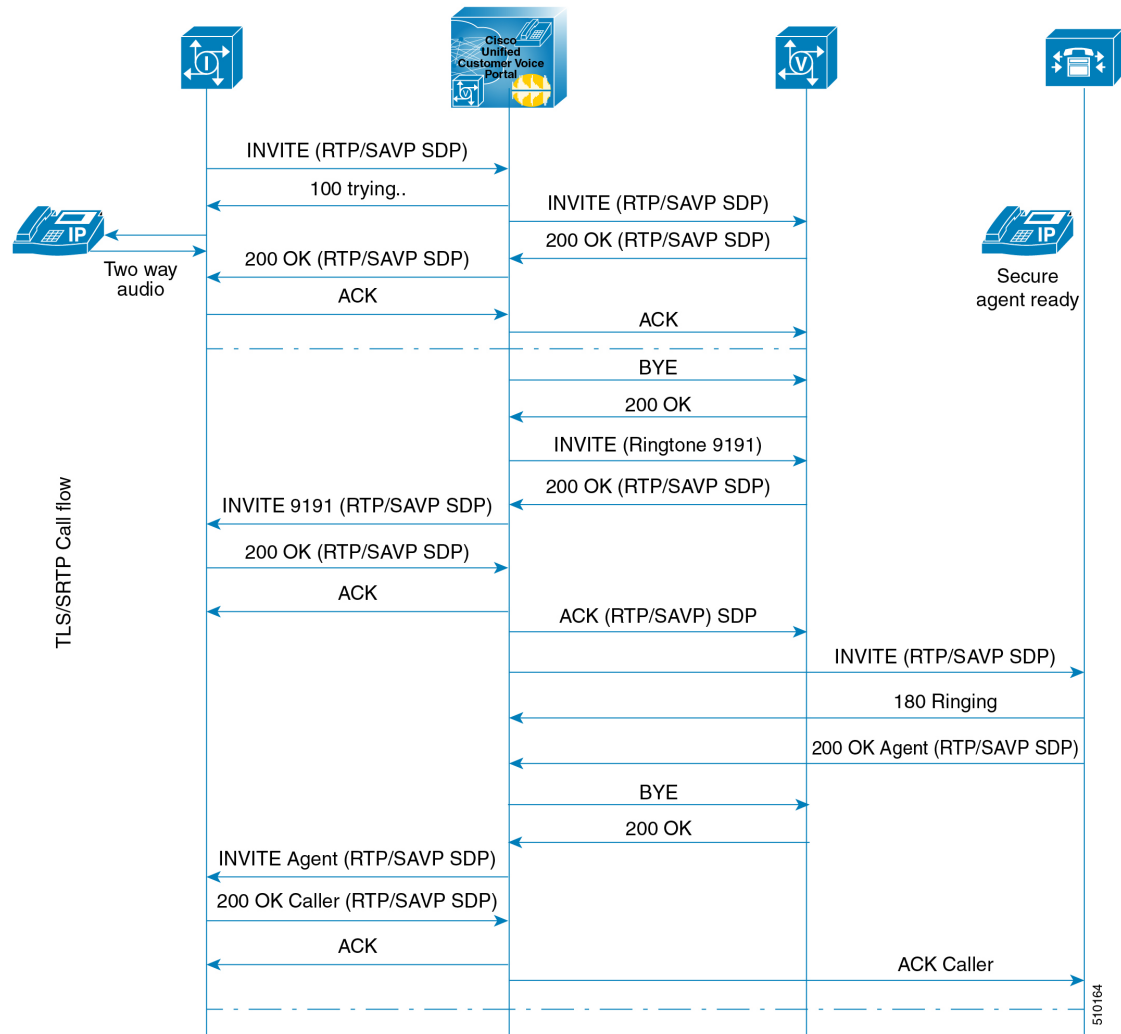 Cisco
Unified
Customer Voice
Portal
I
V
V
INVITE (RTP/SAVP SDP)
100 trying..
INVITE (RTP/SAVP SDP)
IP
IP
200 OK (RTP/SAVP SDP)
200 OK (RTP/SAVP SDP)
Two way
audio
Secure
agent ready
ACK
ACK
BYE
200 OK
INVITE (Ringtone 9191)
200 OK (RTP/SAVP SDP)
INVITE 9191 (RTP/SAVP SDP)
200 OK (RTP/SAVP SDP)
TLS/SRTP Call flow
ACK
ACK (RTP/SAVP) SDP
INVITE (RTP/SAVP SDP)
180 Ringing
200 OK Agent (RTP/SAVP SDP)
BYE
200 OK
INVITE Agent (RTP/SAVP SDP)
200 OK Caller (RTP/SAVP SDP)
ACK
ACK Caller
510164